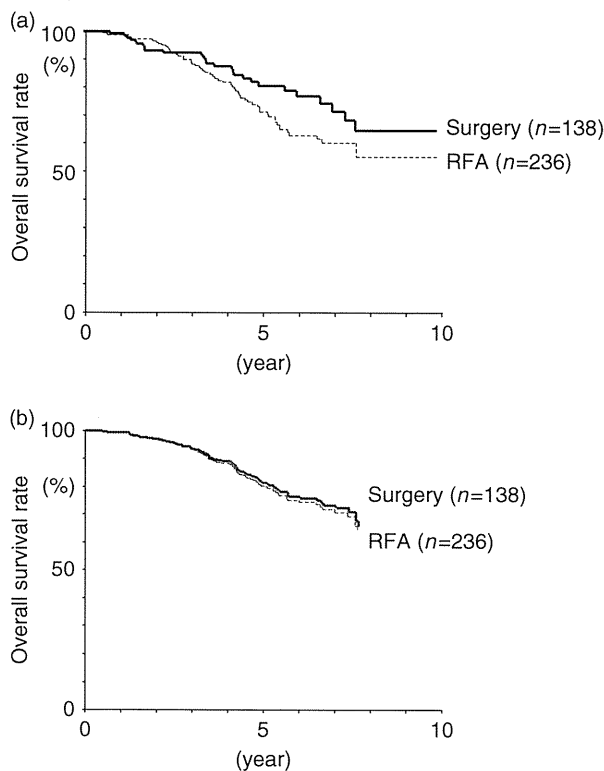 (a)
100
(%)
50
0
Overall survival rate
Surgery (n=138)
RFA (n=236)
0
5
10
(year)
(b)
100
(%)
50
0
Overall survival rate
Surgery (n=138)
RFA (n=236)
0
5
10
(year)